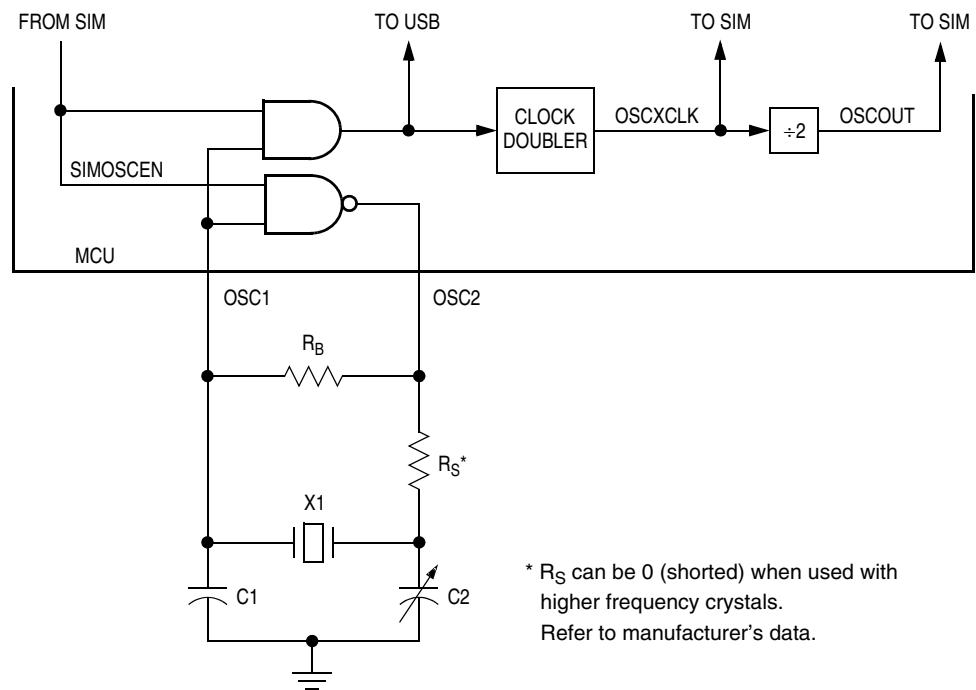 FROM SIM
TO USB
TO SIM
TO SIM
CLOCK
DOUBLER
OSCXCLK
÷2
OSCOUT
SIMOSCEN
MCU
OSC1
OSC2
RB
RS*
X1
C1
C2
* RS can be 0 (shorted) when used with
higher frequency crystals.
Refer to manufacturer's data.